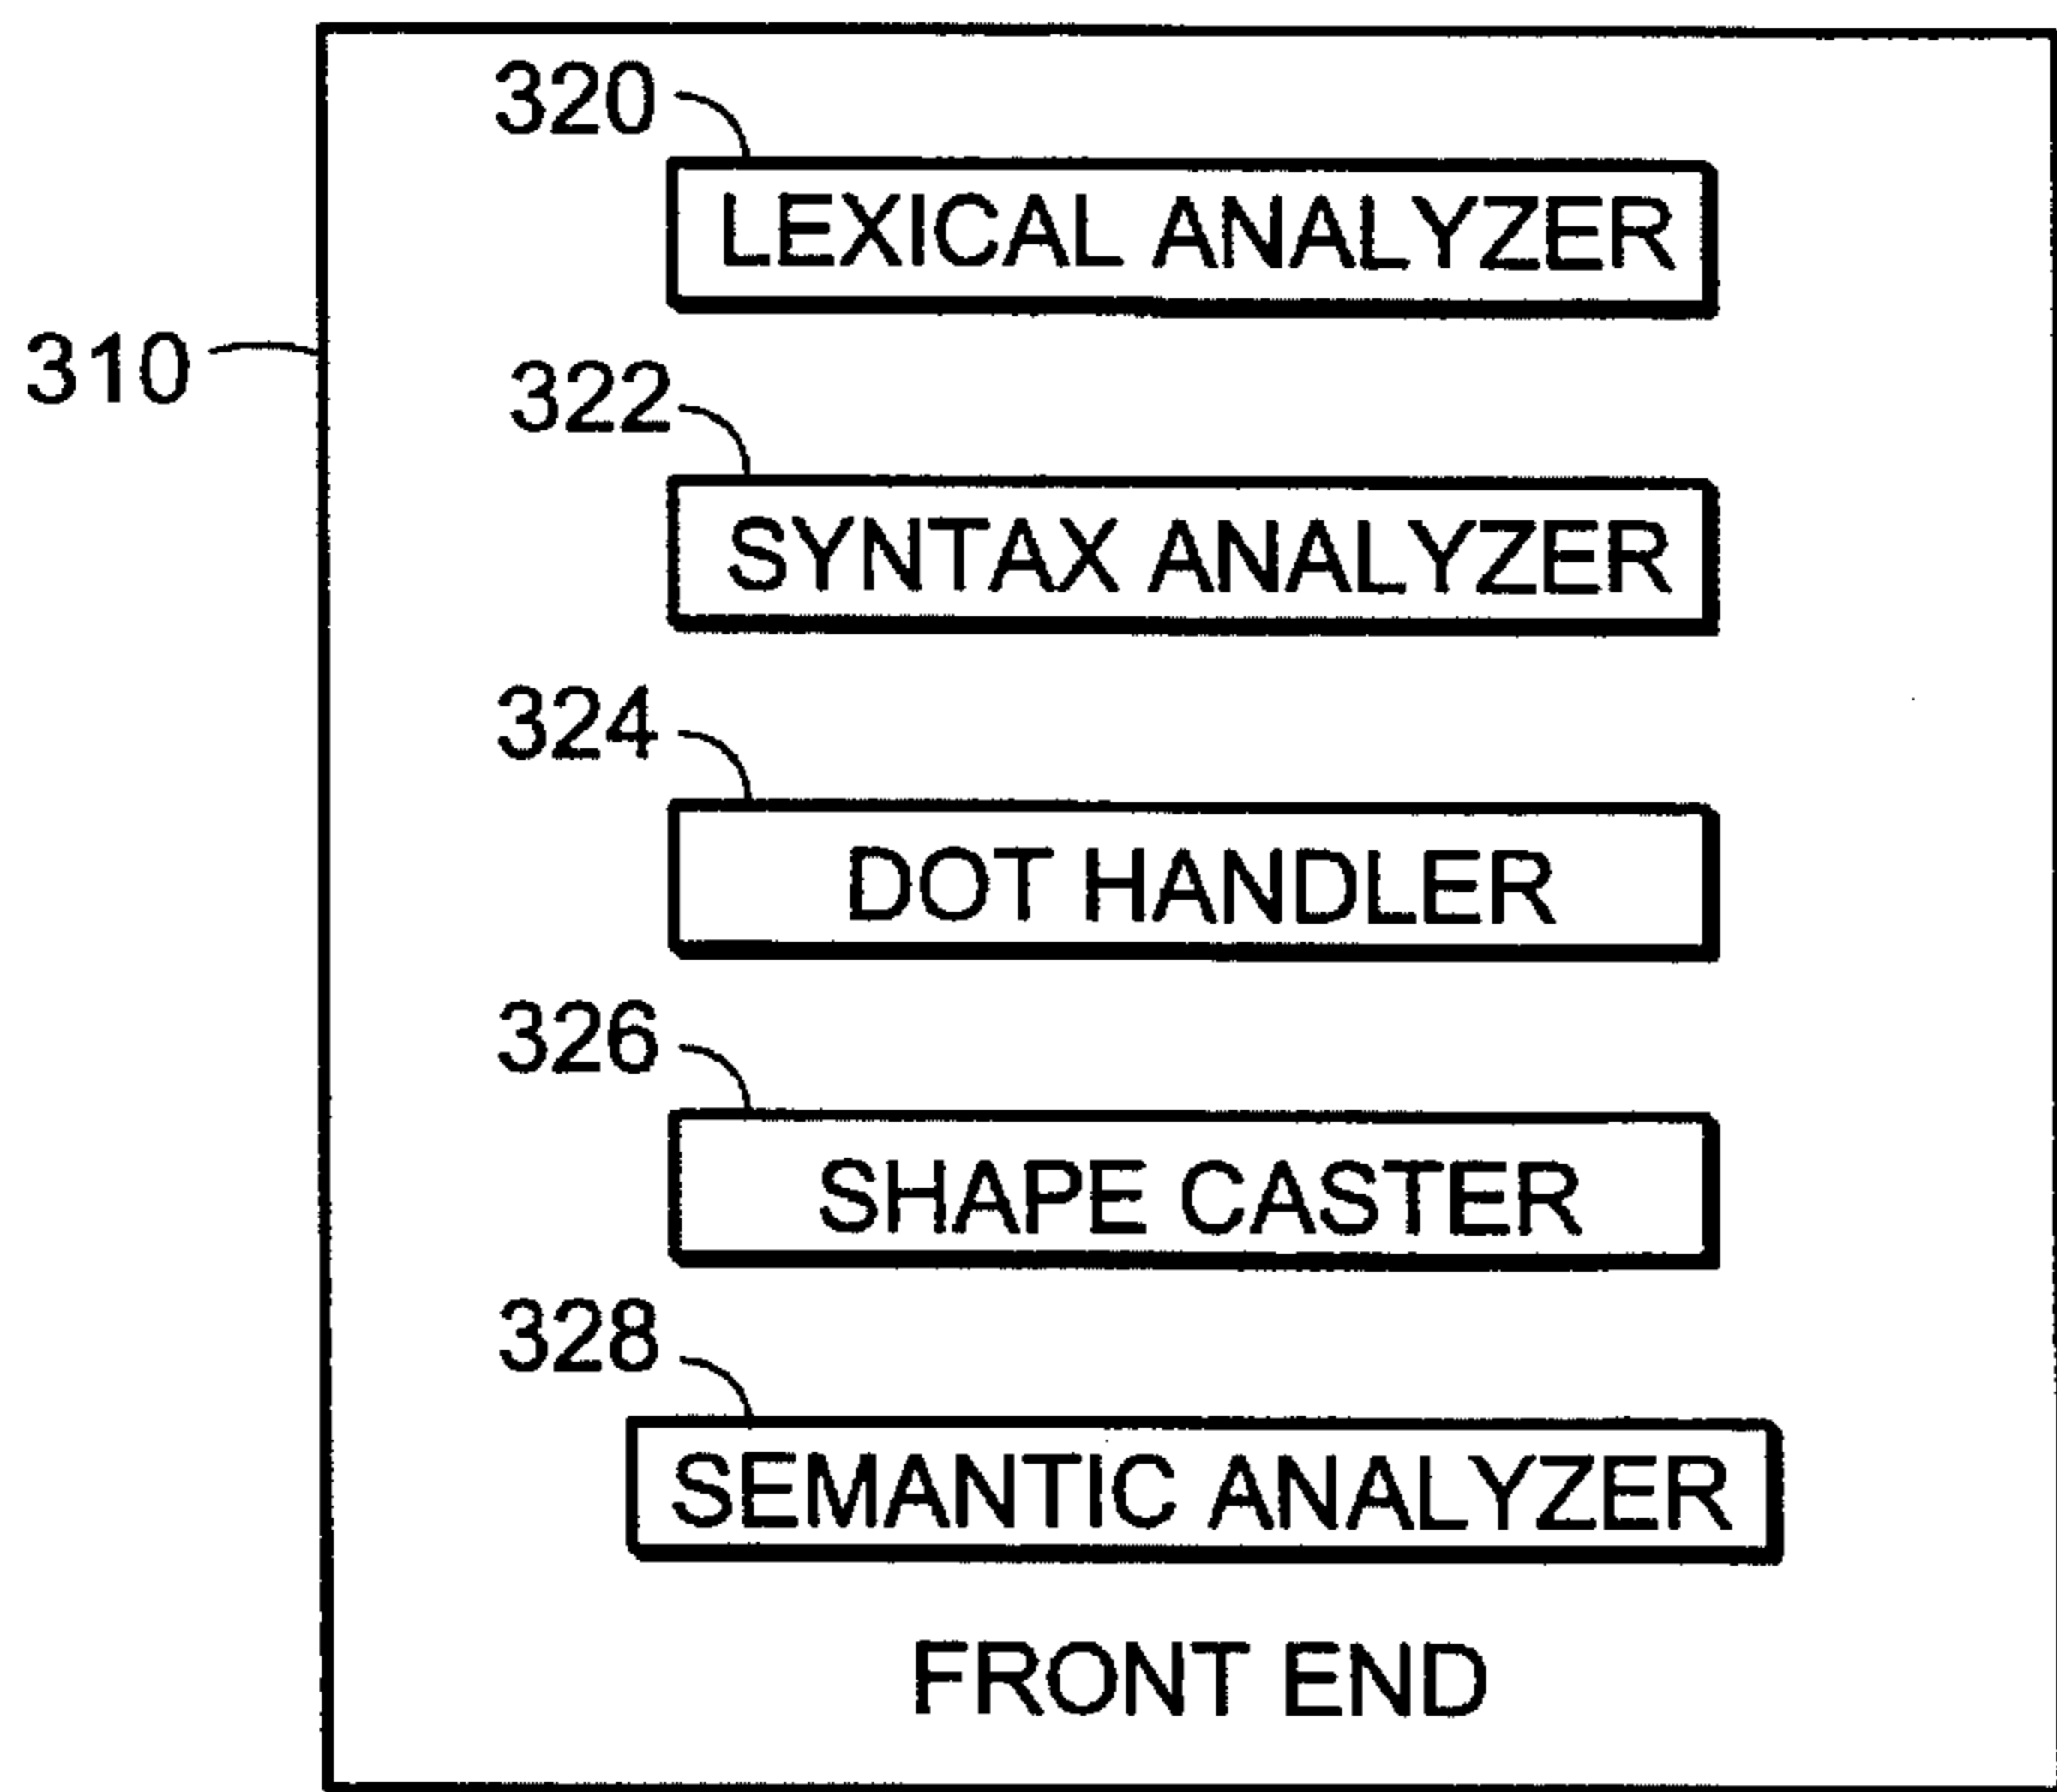 320
LEXICAL ANALYZER
310
322
SYNTAX ANALYZER
324
DOT HANDLER
326
SHAPE CASTER
328
SEMANTIC ANALYZER
FRONT END